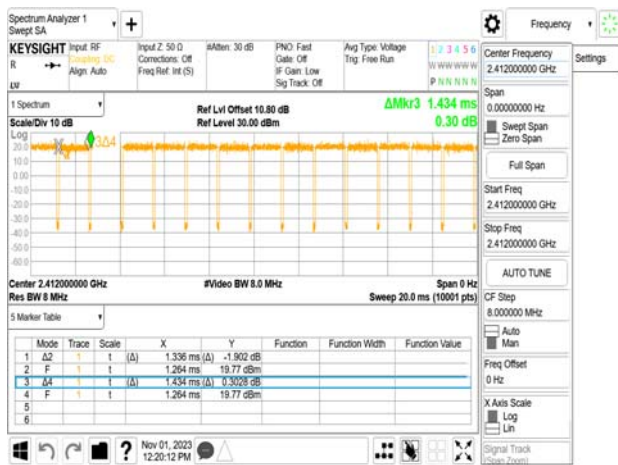 Spectrum Analyzer 1
Swept SA
Frequency
KEYSIGHT
R
Input: RF
Coupling: DC
Align: Auto
Input Z: 50 Ω
Corrections: Off
Freq Ref: Int (S)
#Atten: 30 dB
PNO: Fast
Gate: Off
IF Gain: Low
Sig Track: Off
Avg Type: Voltage
Trig: Free Run
1 2 3 4 5 6
W W W W W W
P N N N N N
1 Spectrum
Scale/Div 10 dB
Ref Lvl Offset 10.80 dB
Ref Level 30.00 dBm
ΔMkr3 1.434 ms
0.30 dB
Log
20.0
10.0
0.00
-10.0
-20.0
-30.0
-40.0
-50.0
-60.0
3Δ4
Center 2.412000000 GHz
Res BW 8 MHz
#Video BW 8.0 MHz
Span 0 Hz
Sweep 20.0 ms (10001 pts)
5 Marker Table
Mode Trace Scale X Y Function Function Width Function Value
1 Δ2 1 t (Δ) 1.336 ms (Δ) -1.902 dB
2 F 1 t 1.264 ms 19.77 dBm
3 Δ4 1 t (Δ) 1.434 ms (Δ) 0.3028 dB
4 F 1 t 1.264 ms 19.77 dBm
5
6
Nov 01, 2023
12:20:12 PM
Center Frequency
2.412000000 GHz
Settings
Span
0.00000000 Hz
Swept Span
Zero Span
Full Span
Start Freq
2.412000000 GHz
Stop Freq
2.412000000 GHz
AUTO TUNE
CF Step
8.000000 MHz
Auto
Man
Freq Offset
0 Hz
X Axis Scale
Log
Lin
Signal Track
(Span Zoom)